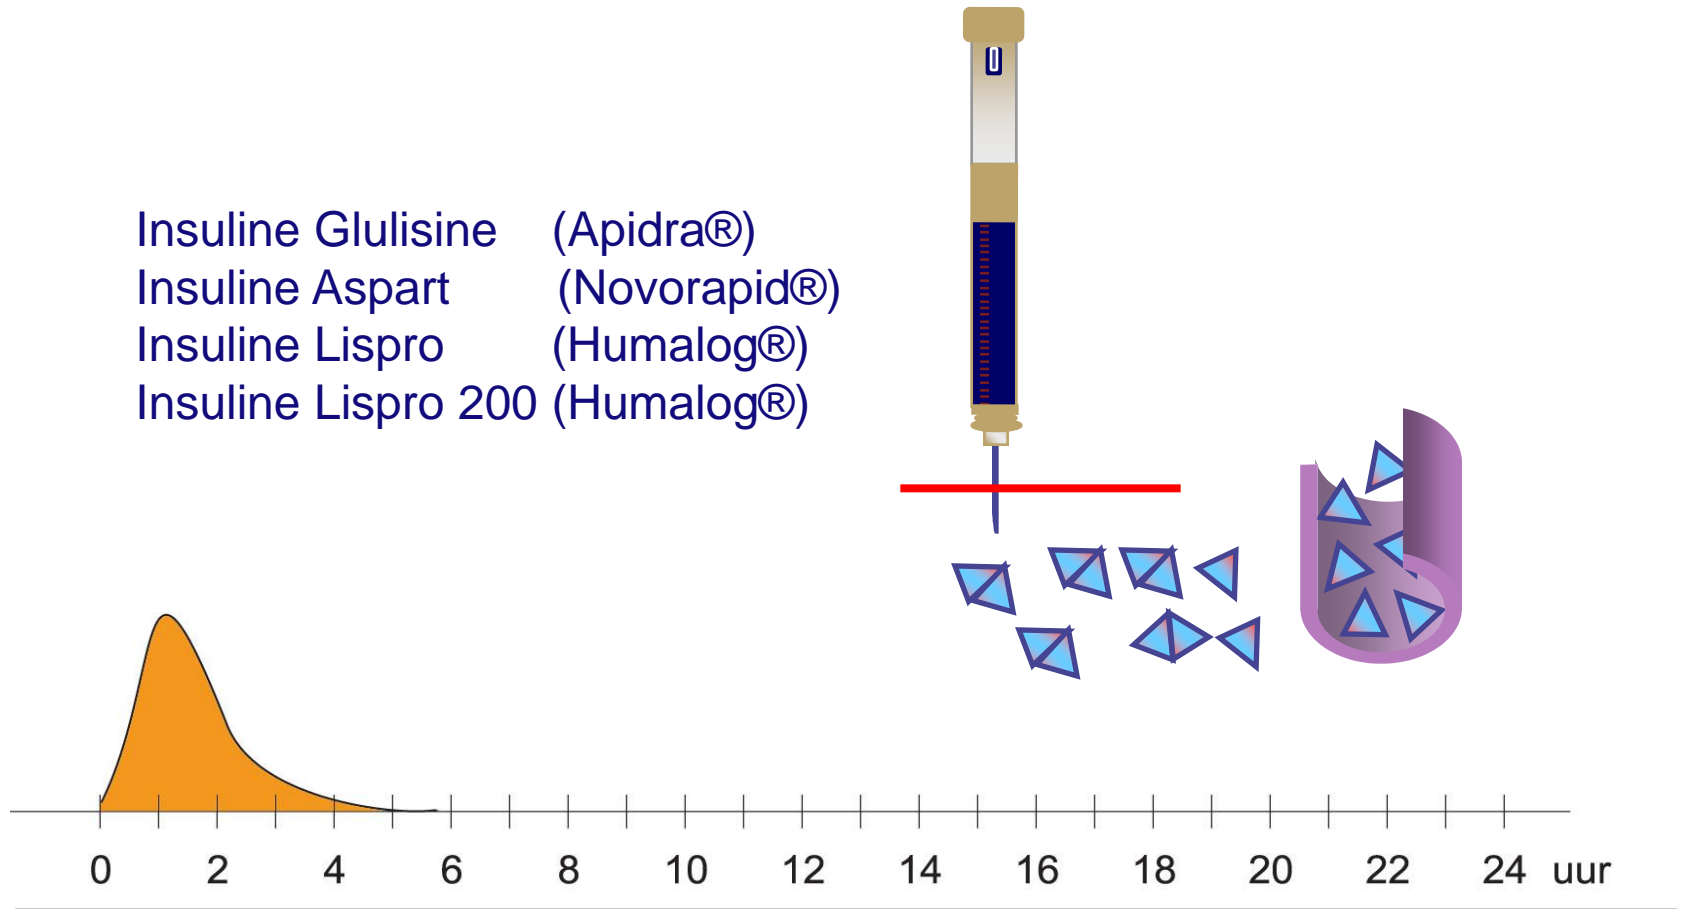 Insuline Glulisine (Apidra®)
Insuline Aspart (Novorapid®)
Insuline Lispro (Humalog®)
Insuline Lispro 200 (Humalog®)
0 2 4 6 8 10 12 14 16 18 20 22 24 uur